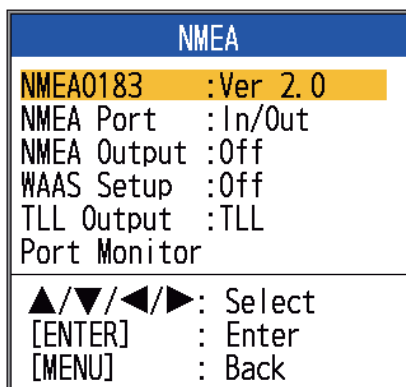 NMEA
NMEA0183 :Ver 2.0
NMEA Port :In/Out
NMEA Output :Off
WAAS Setup :Off
TLL Output :TLL
Port Monitor
▲/▼/◀/▶: Select
[ENTER] : Enter
[MENU] : Back